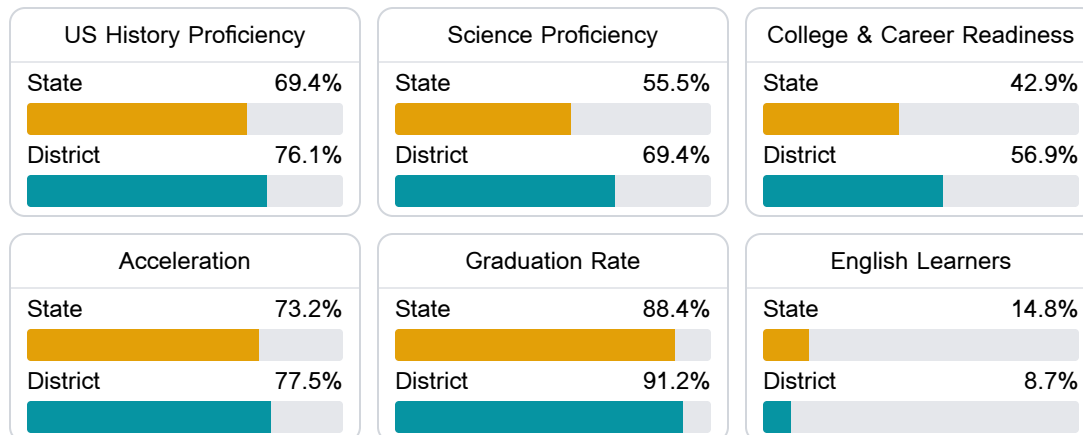 US History Proficiency
State 69.4%
District 76.1%
Science Proficiency
State 55.5%
District 69.4%
College & Career Readiness
State 42.9%
District 56.9%
Acceleration
State 73.2%
District 77.5%
Graduation Rate
State 88.4%
District 91.2%
English Learners
State 14.8%
District 8.7%